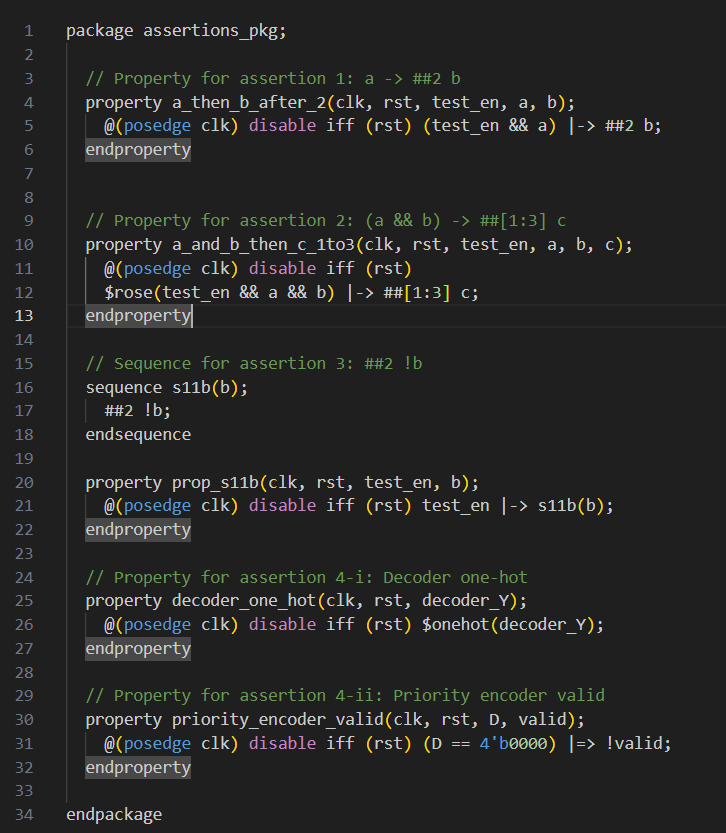 1 package assertions_pkg;
2
3 // Property for assertion 1: a -> ##2 b
4 property a_then_b_after_2(clk, rst, test_en, a, b);
5 @(posedge clk) disable iff (rst) (test_en && a) |-> ##2 b;
6 endproperty
7
8
9 // Property for assertion 2: (a && b) -> ##[1:3] c
10 property a_and_b_then_c_1to3(clk, rst, test_en, a, b, c);
11 @(posedge clk) disable iff (rst)
12 $rose(test_en && a && b) |-> ##[1:3] c;
13 endproperty
14
15 // Sequence for assertion 3: ##2 !b
16 sequence s11b(b);
17 ##2 !b;
18 endsequence
19
20 property prop_s11b(clk, rst, test_en, b);
21 @(posedge clk) disable iff (rst) test_en |-> s11b(b);
22 endproperty
23
24 // Property for assertion 4-i: Decoder one-hot
25 property decoder_one_hot(clk, rst, decoder_Y);
26 @(posedge clk) disable iff (rst) $onehot(decoder_Y);
27 endproperty
28
29 // Property for assertion 4-ii: Priority encoder valid
30 property priority_encoder_valid(clk, rst, D, valid);
31 @(posedge clk) disable iff (rst) (D == 4'b0000) |=> !valid;
32 endproperty
33
34 endpackage